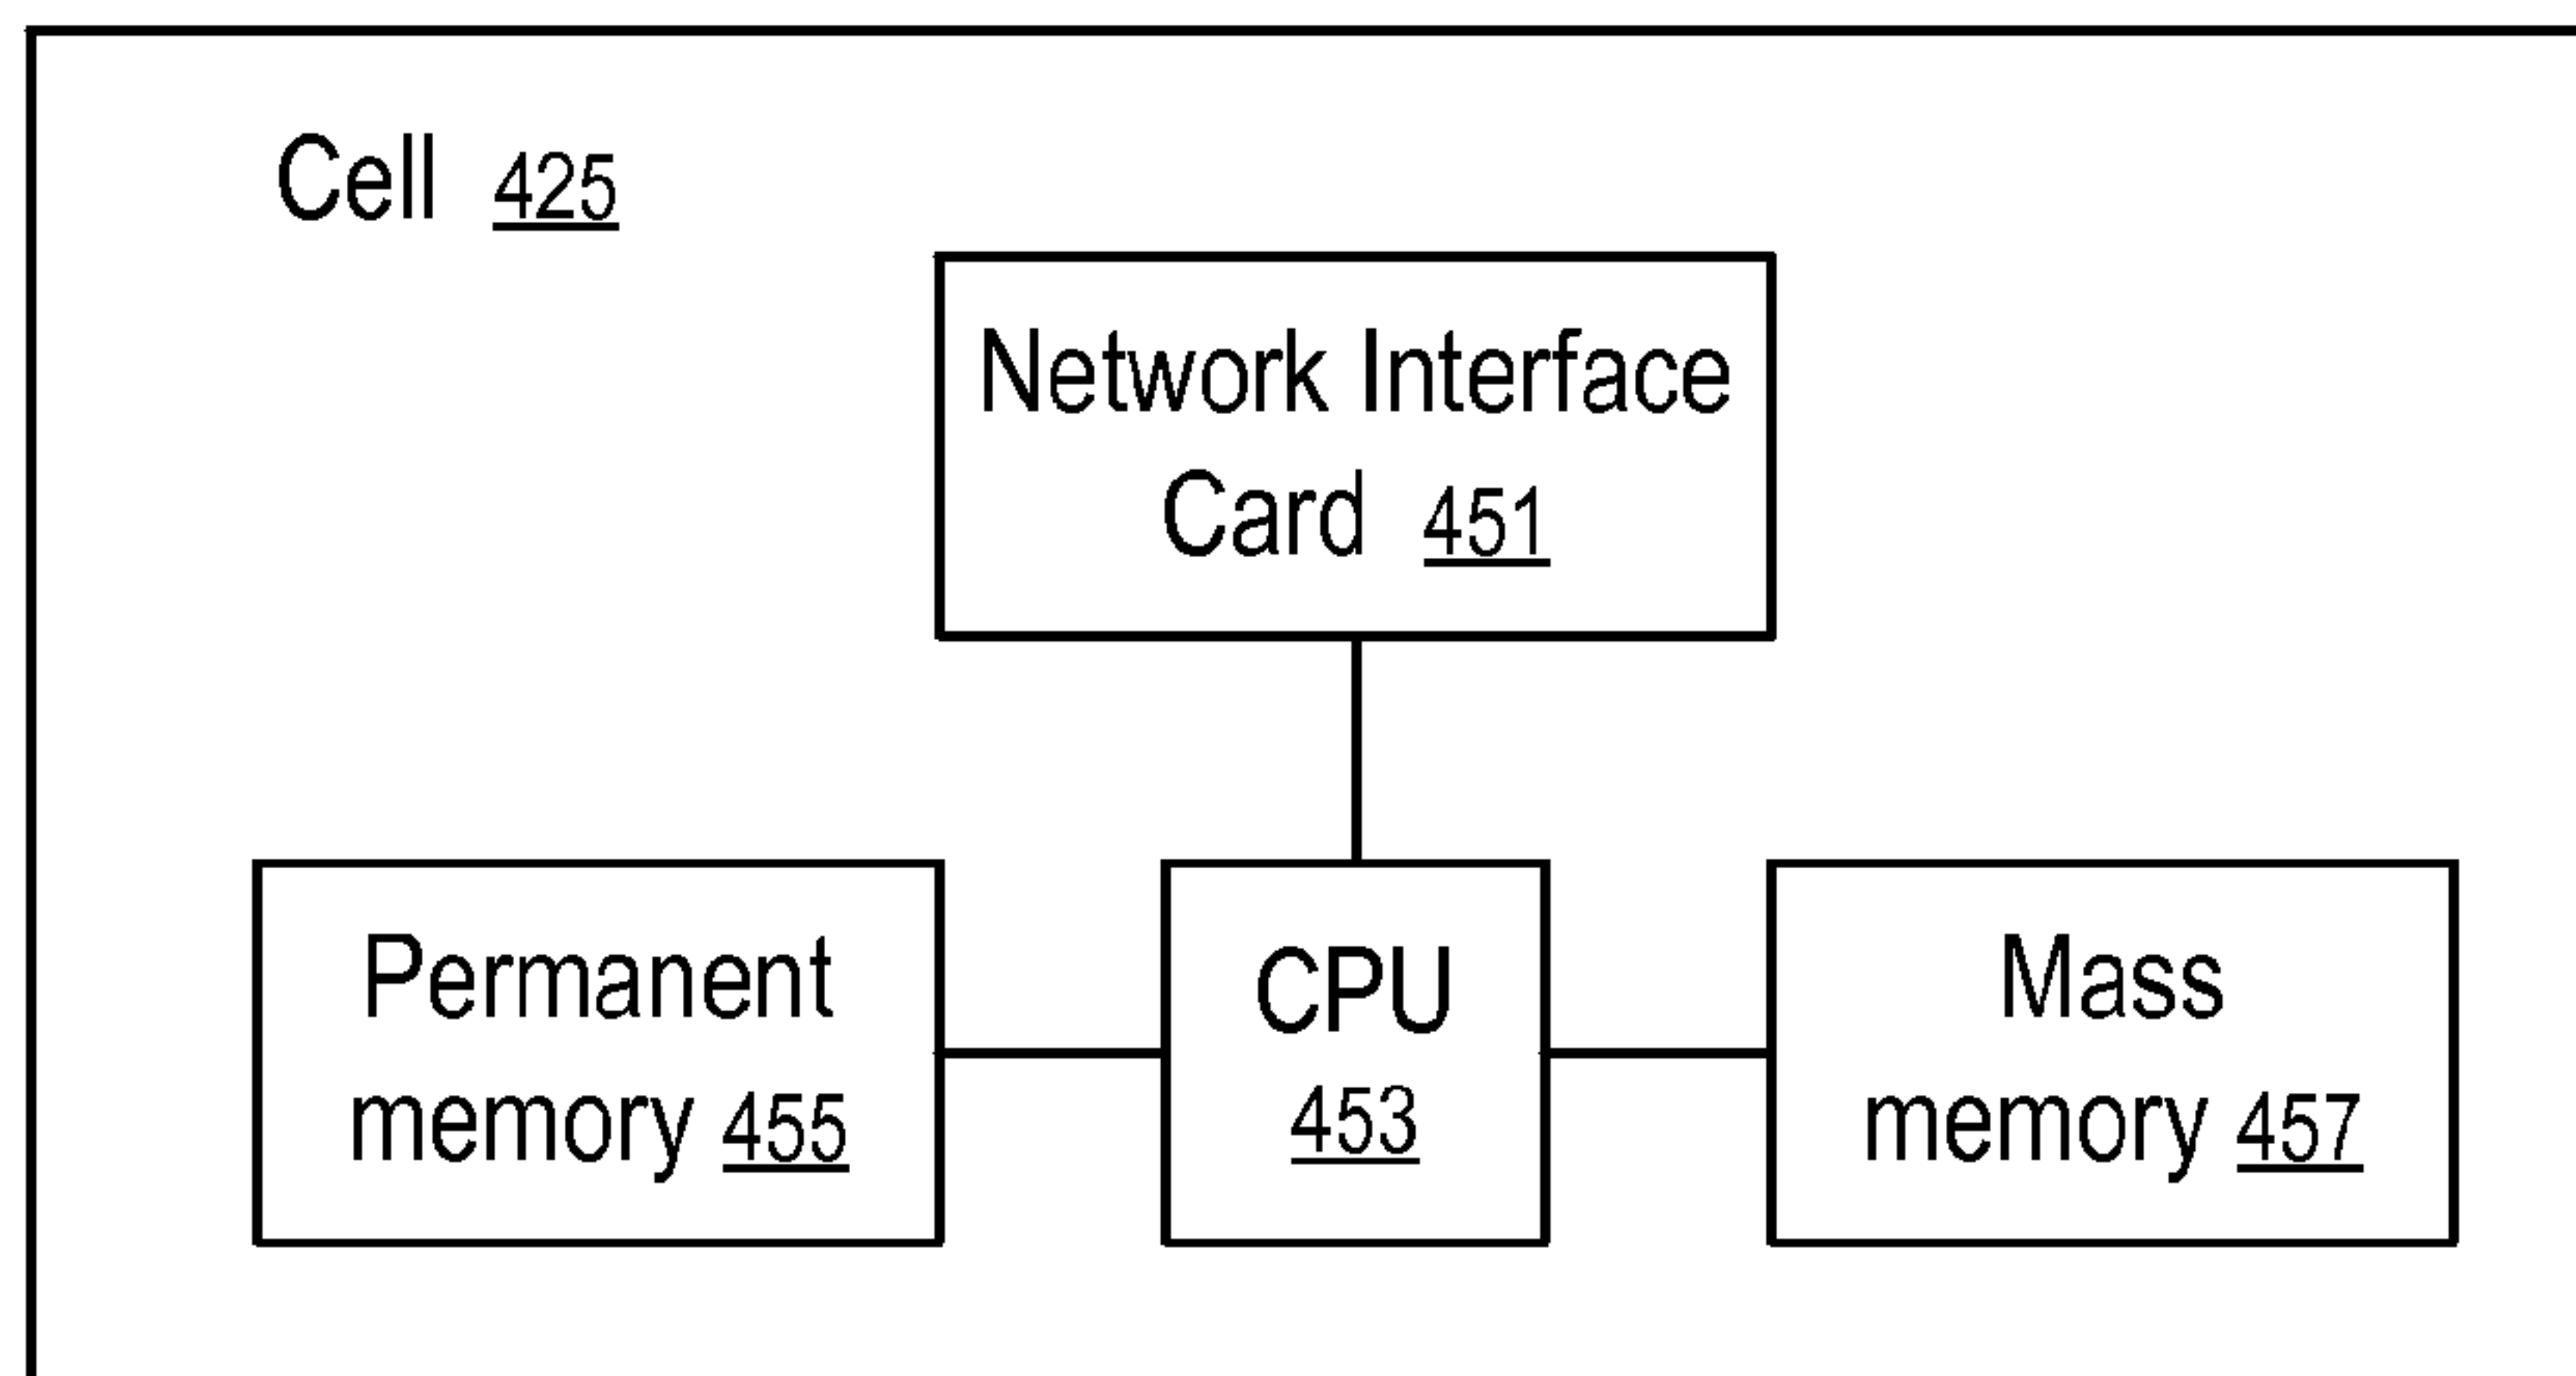 Cell 425
Network Interface
Card 451
Permanent
memory 455
CPU
453
Mass
memory 457